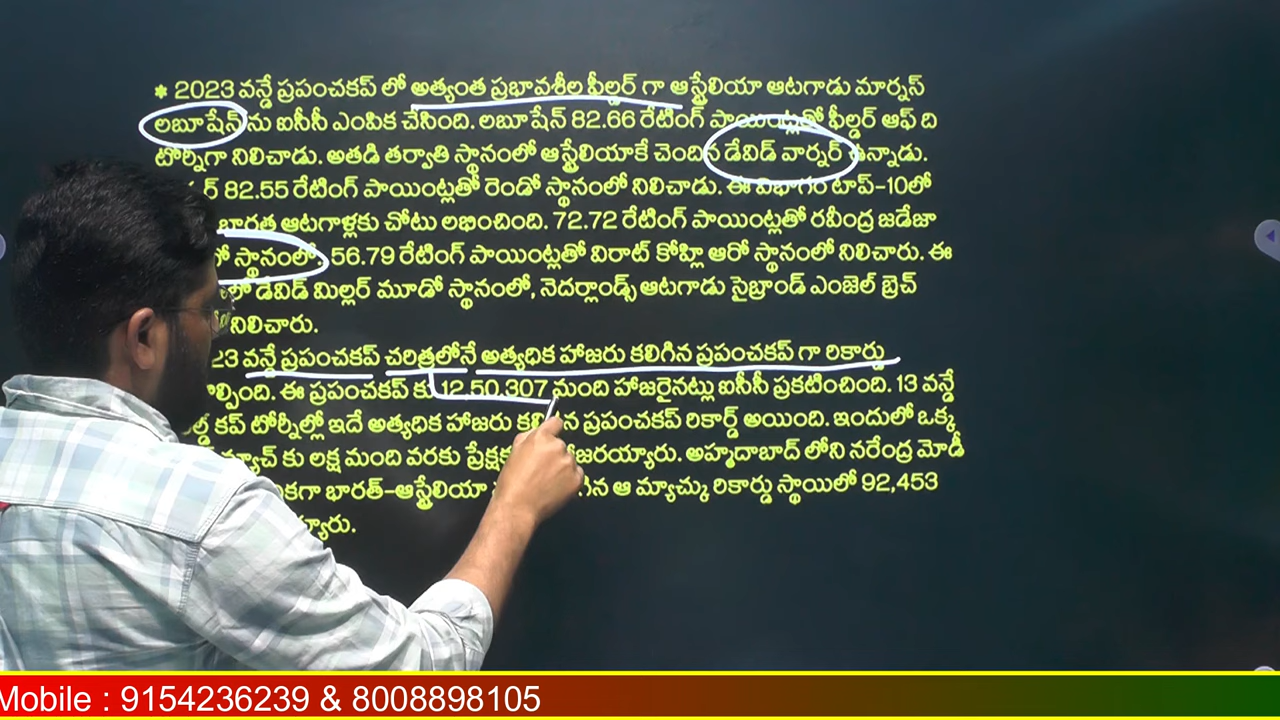 * 2023 వన్డే ప్రపంచకప్ లో అత్యంత ప్రభావశీల ఫీల్డర్ గా ఆస్ట్రేలియా ఆటగాడు మార్నస్
లబూషేన్ ను ఐసీసీ ఎంపిక చేసింది. లబూషేన్ 82.66 రేటింగ్ పాయింట్లతో ఫీల్డర్ ఆఫ్ ది
టోర్నీగా నిలిచాడు. అతడి తర్వాతి స్థానంలో ఆస్ట్రేలియాకే చెందిన డేవిడ్ వార్నర్ ఉన్నాడు.
82.55 రేటింగ్ పాయింట్లతో రెండో స్థానంలో నిలిచాడు. ఈ విభాగం టాప్-10లో
భారత ఆటగాళ్లకు చోటు లభించింది. 72.72 రేటింగ్ పాయింట్లతో రవీంద్ర జడేజా
స్థానంలో, 56.79 రేటింగ్ పాయింట్లతో విరాట్ కోహ్లి ఆరో స్థానంలో నిలిచారు. ఈ
డేవిడ్ మిల్లర్ మూడో స్థానంలో, నెదర్లాండ్స్ ఆటగాడు సైబ్రాండ్ ఎంజెల్ బ్రెచ్
నిలిచారు.
23 వన్డే ప్రపంచకప్ చరిత్రలోనే అత్యధిక హాజరు కలిగిన ప్రపంచకప్ గా రికార్డు
ఈ ప్రపంచకప్ కు 12,50,307 మంది హాజరైనట్లు ఐసీసీ ప్రకటించింది. 13 వన్డే
కప్ టోర్నీల్లో ఇదే అత్యధిక హాజరు కలిగిన ప్రపంచకప్ రికార్డ్ అయింది. ఇందులో ఒక్క
మ్యాచ్ కు లక్ష మంది వరకు హాజరయ్యారు. అహ్మదాబాద్ లోని నరేంద్ర మోడీ
భారత్-ఆస్ట్రేలియా ఆ మ్యాచ్కు రికార్డు స్థాయిలో 92,453
Mobile : 9154236239 & 8008898105